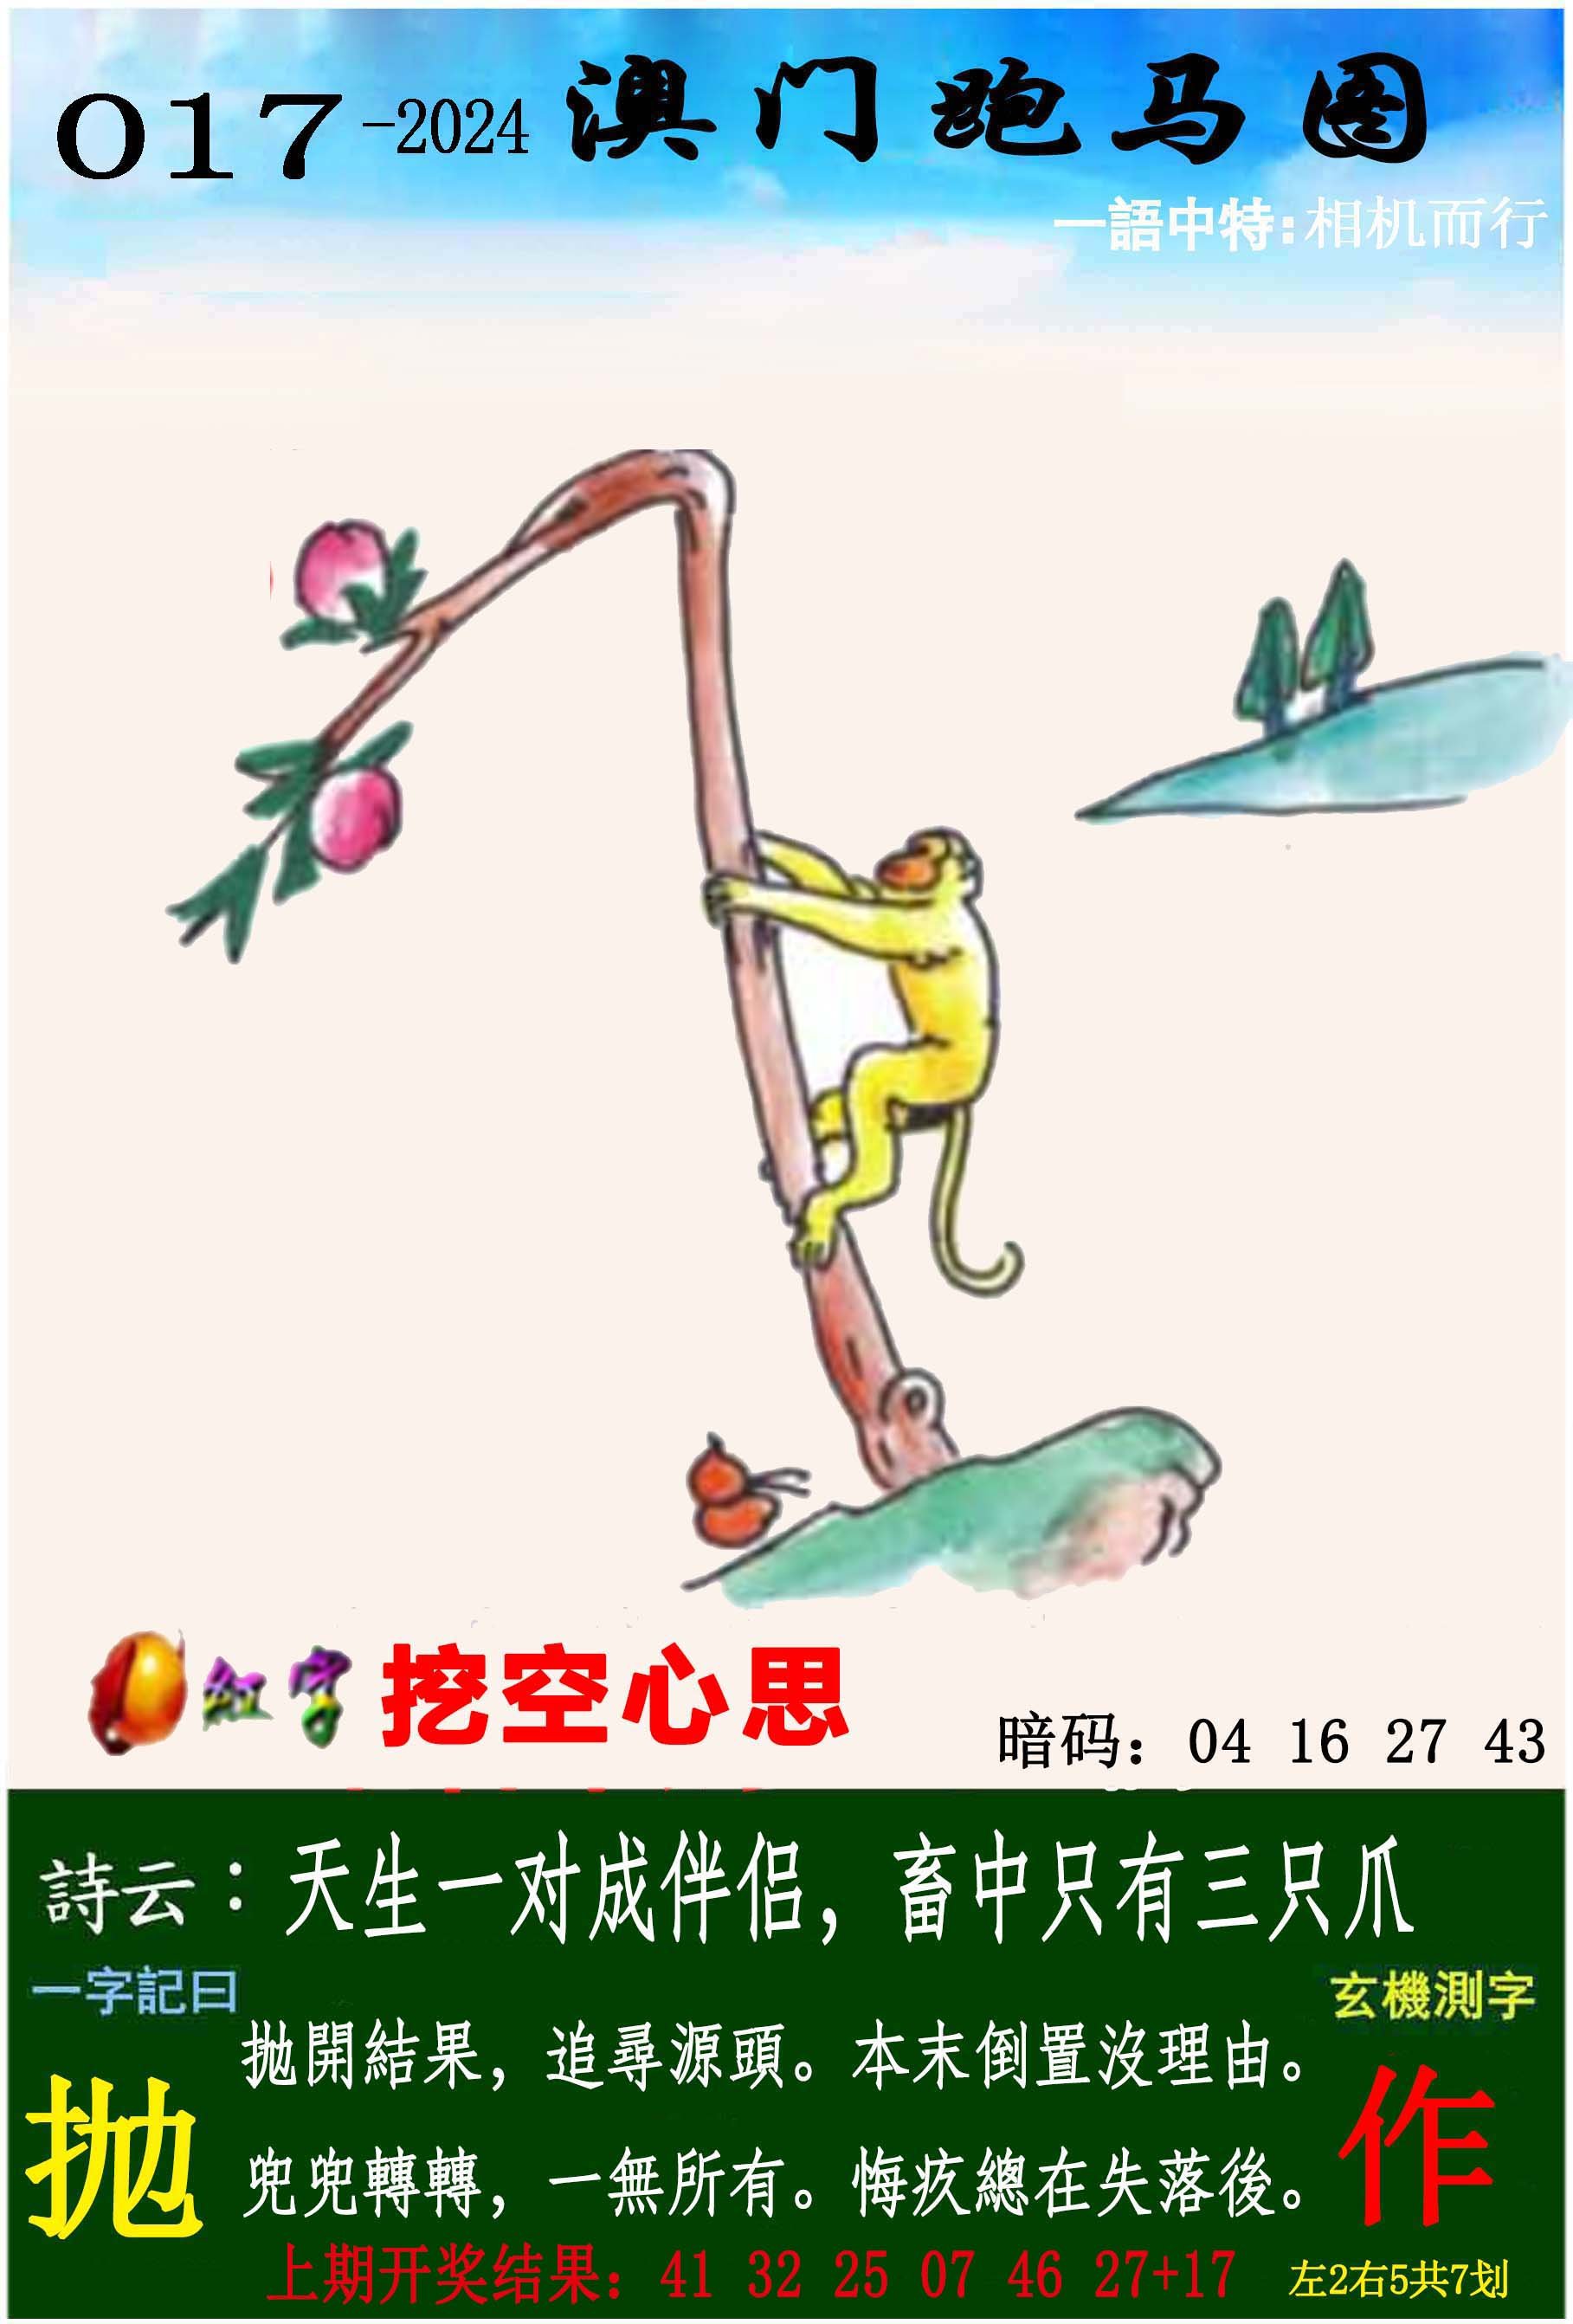 017-2024 澳门跑马图
一語中特:相机而行
红字 挖空心思
暗码: 04 16 27 43
詩云:天生一对成伴侣,畜中只有三只爪
一字記曰
玄機測字
抛開結果,追尋源頭。本末倒置沒理由。
抛
作
兜兜轉轉,一無所有。悔疚總在失落後。
上期开奖结果: 41 32 25 07 46 27+17
左2右5共7划